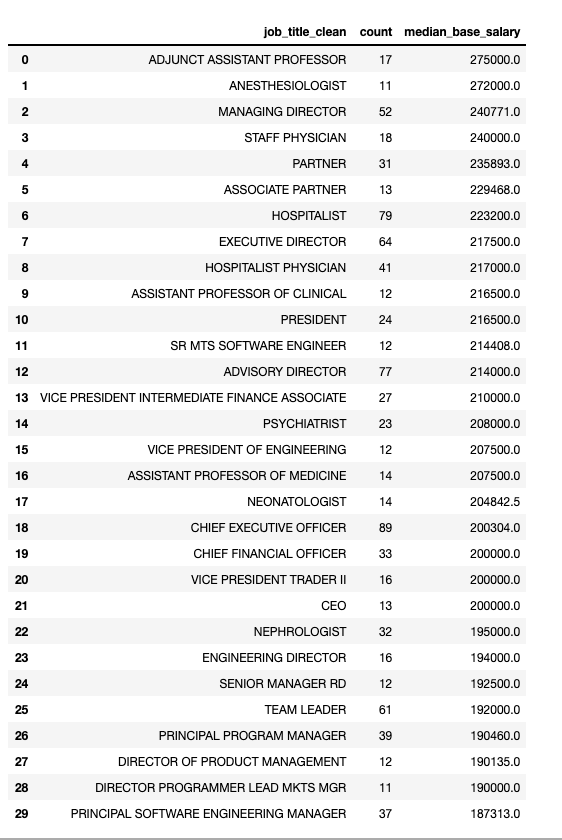 job_title_clean count median_base_salary
0 ADJUNCT ASSISTANT PROFESSOR 17 275000.0
1 ANESTHESIOLOGIST 11 272000.0
2 MANAGING DIRECTOR 52 240771.0
3 STAFF PHYSICIAN 18 240000.0
4 PARTNER 31 235893.0
5 ASSOCIATE PARTNER 13 229468.0
6 HOSPITALIST 79 223200.0
7 EXECUTIVE DIRECTOR 64 217500.0
8 HOSPITALIST PHYSICIAN 41 217000.0
9 ASSISTANT PROFESSOR OF CLINICAL 12 216500.0
10 PRESIDENT 24 216500.0
11 SR MTS SOFTWARE ENGINEER 12 214408.0
12 ADVISORY DIRECTOR 77 214000.0
13 VICE PRESIDENT INTERMEDIATE FINANCE ASSOCIATE 27 210000.0
14 PSYCHIATRIST 23 208000.0
15 VICE PRESIDENT OF ENGINEERING 12 207500.0
16 ASSISTANT PROFESSOR OF MEDICINE 14 207500.0
17 NEONATOLOGIST 14 204842.5
18 CHIEF EXECUTIVE OFFICER 89 200304.0
19 CHIEF FINANCIAL OFFICER 33 200000.0
20 VICE PRESIDENT TRADER II 16 200000.0
21 CEO 13 200000.0
22 NEPHROLOGIST 32 195000.0
23 ENGINEERING DIRECTOR 16 194000.0
24 SENIOR MANAGER RD 12 192500.0
25 TEAM LEADER 61 192000.0
26 PRINCIPAL PROGRAM MANAGER 39 190460.0
27 DIRECTOR OF PRODUCT MANAGEMENT 12 190135.0
28 DIRECTOR PROGRAMMER LEAD MKTS MGR 11 190000.0
29 PRINCIPAL SOFTWARE ENGINEERING MANAGER 37 187313.0